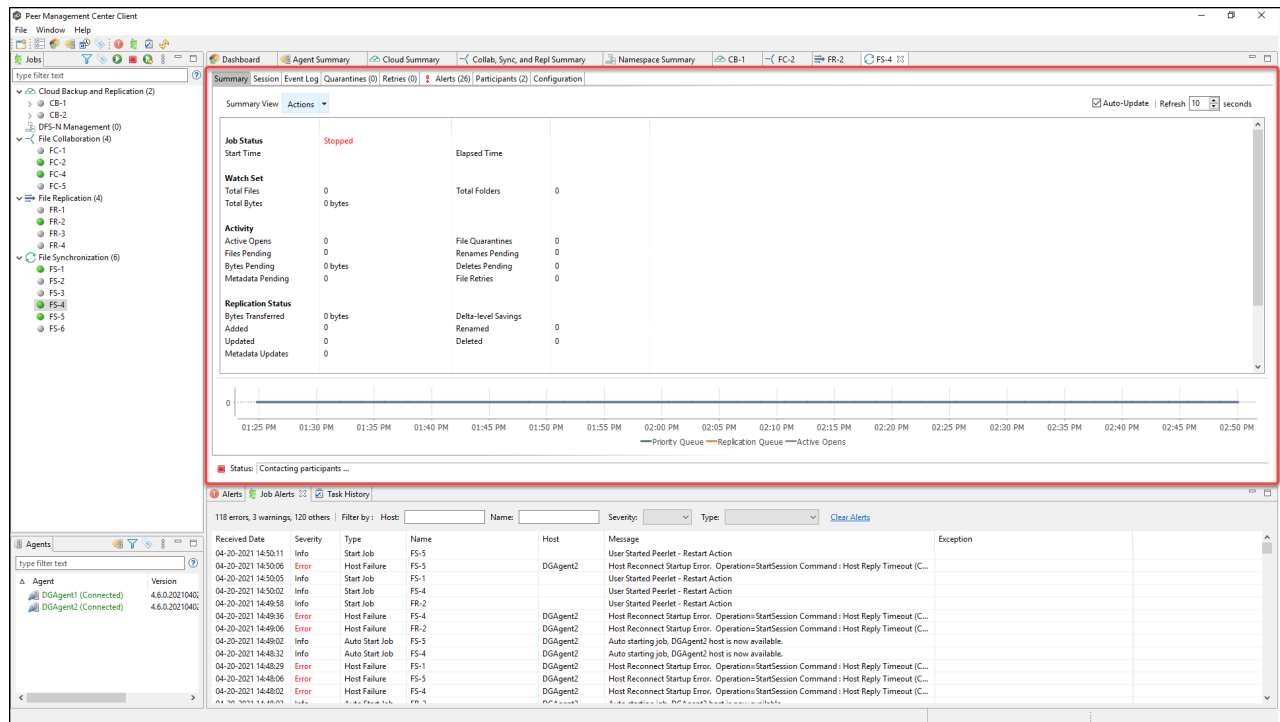 Peer Management Center Client
File Window Help
Jobs
type filter text
Cloud Backup and Replication (2)
CB-1
CB-2
DFS-N Management (0)
File Collaboration (4)
FC-1
FC-2
FC-4
FC-5
File Replication (4)
FR-1
FR-2
FR-3
FR-4
File Synchronization (6)
FS-1
FS-2
FS-3
FS-4
FS-5
FS-6
Agents
type filter text
Agent Version
DGAgent1 (Connected) 4.6.0.20210402
DGAgent2 (Connected) 4.6.0.20210402
Dashboard Agent Summary Cloud Summary Collab, Sync, and Repl Summary Namespace Summary CB-1 FC-2 FR-2 FS-4
Summary Session Event Log Quarantines (0) Retries (0) Alerts (26) Participants (2) Configuration
Summary View Actions Auto-Update Refresh 10 seconds
Job Status Stopped
Start Time Elapsed Time
Watch Set
Total Files 0 Total Folders 0
Total Bytes 0 bytes
Activity
Active Opens 0 File Quarantines 0
Files Pending 0 Renames Pending 0
Bytes Pending 0 bytes Deletes Pending 0
Metadata Pending 0 File Retries 0
Replication Status
Bytes Transferred 0 bytes Delta-level Savings
Added 0 Renamed 0
Updated 0 Deleted 0
Metadata Updates 0
0
01:25 PM 01:30 PM 01:35 PM 01:40 PM 01:45 PM 01:50 PM 01:55 PM 02:00 PM 02:05 PM 02:10 PM 02:15 PM 02:20 PM 02:25 PM 02:30 PM 02:35 PM 02:40 PM 02:45 PM 02:50 PM
Priority Queue Replication Queue Active Opens
Status: Contacting participants ...
Alerts Job Alerts Task History
118 errors, 3 warnings, 120 others Filter by : Host: Name: Severity: Type: Clear Alerts
Received Date Severity Type Name Host Message Exception
04-20-2021 14:50:11 Info Start Job FS-5 User Started Peerlet - Restart Action
04-20-2021 14:50:06 Error Host Failure FS-5 DGAgent2 Host Reconnect Startup Error. Operation=StartSession Command : Host Reply Timeout (C...
04-20-2021 14:50:05 Info Start Job FS-1 User Started Peerlet - Restart Action
04-20-2021 14:50:02 Info Start Job FS-4 User Started Peerlet - Restart Action
04-20-2021 14:49:58 Info Start Job FR-2 User Started Peerlet - Restart Action
04-20-2021 14:49:36 Error Host Failure FS-4 DGAgent2 Host Reconnect Startup Error. Operation=StartSession Command : Host Reply Timeout (C...
04-20-2021 14:49:06 Error Host Failure FR-2 DGAgent2 Host Reconnect Startup Error. Operation=StartSession Command : Host Reply Timeout (C...
04-20-2021 14:49:02 Info Auto Start Job FS-5 DGAgent2 Auto starting job, DGAgent2 host is now available.
04-20-2021 14:48:32 Info Auto Start Job FS-4 DGAgent2 Auto starting job, DGAgent2 host is now available.
04-20-2021 14:48:29 Error Host Failure FS-1 DGAgent2 Host Reconnect Startup Error. Operation=StartSession Command : Host Reply Timeout (C...
04-20-2021 14:48:06 Error Host Failure FS-5 DGAgent2 Host Reconnect Startup Error. Operation=StartSession Command : Host Reply Timeout (C...
04-20-2021 14:48:02 Error Host Failure FS-4 DGAgent2 Host Reconnect Startup Error. Operation=StartSession Command : Host Reply Timeout (C...